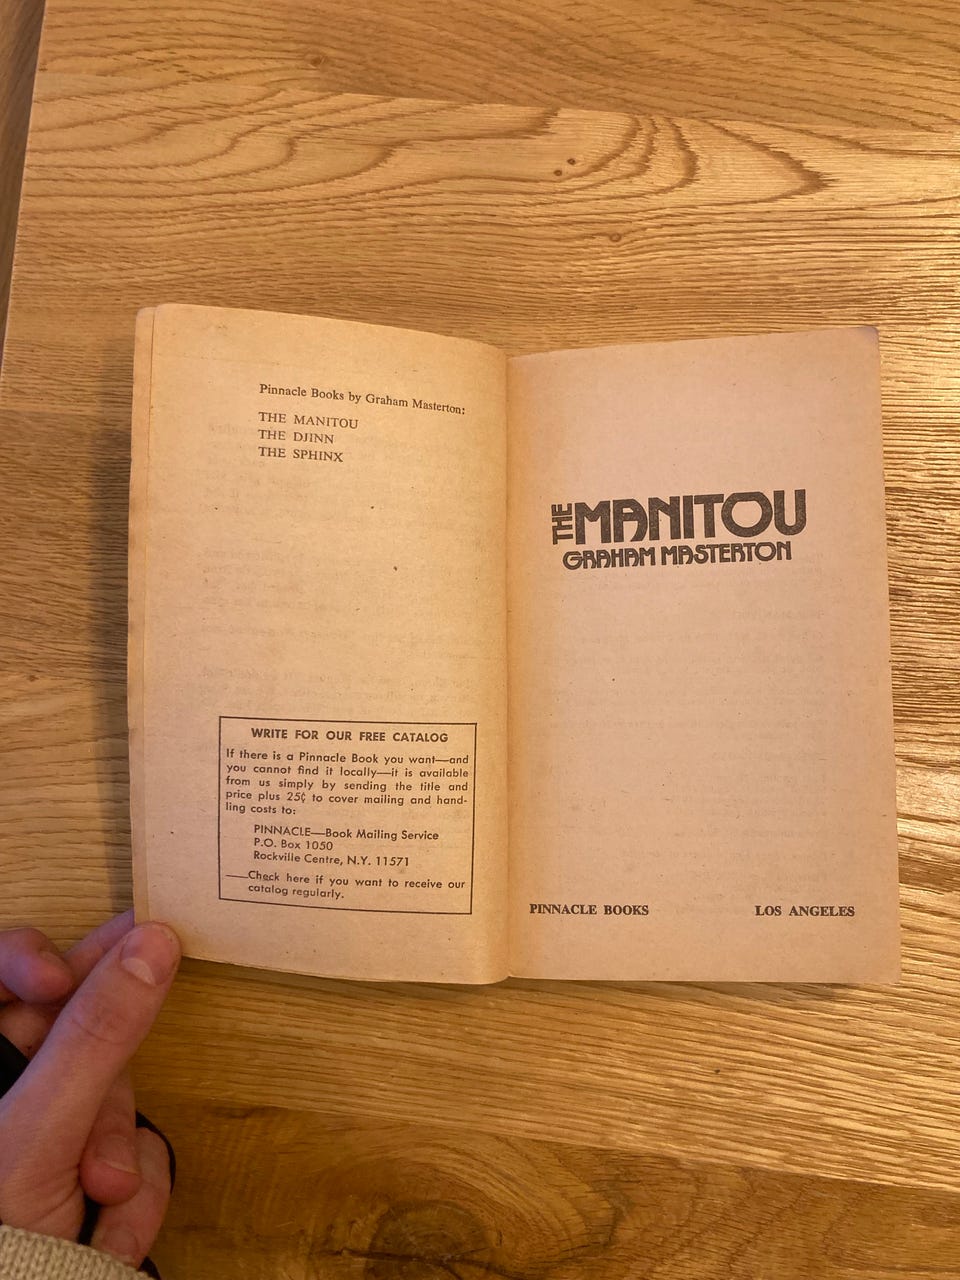 Pinnacle Books by Graham Masterton:
THE MANITOU
THE DJINN
THE SPHINX
WRITE FOR OUR FREE CATALOG
If there is a Pinnacle Book you want—and
you cannot find it locally—it is available
from us simply by sending the title and
price plus 25¢ to cover mailing and hand-
ling costs to:
PINNACLE—Book Mailing Service
P.O. Box 1050
Rockville Centre, N.Y. 11571
___Check here if you want to receive our
catalog regularly.
THE MANITOU
GRAHAM MASTERTON
PINNACLE BOOKS LOS ANGELES